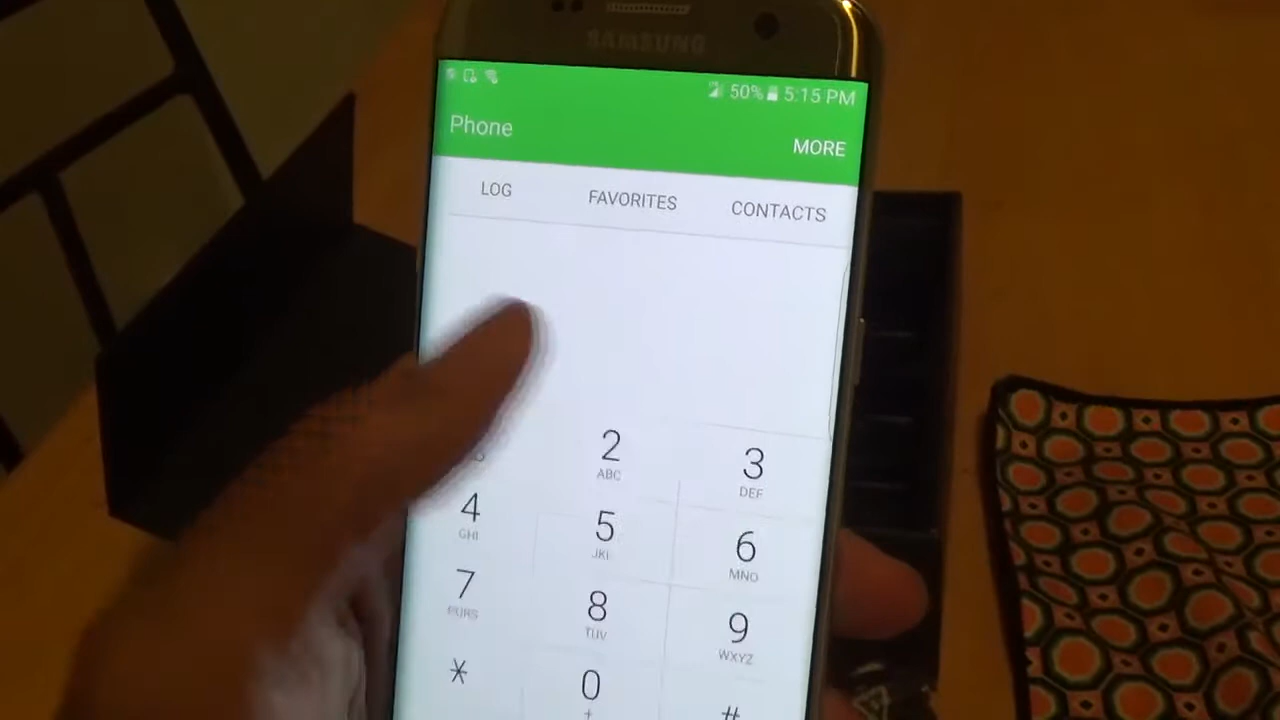 SAMSUNG
50% 5:15 PM
Phone
MORE
LOG FAVORITES CONTACTS
2 3
ABC DEF
4 5 6
GHI JKL MNO
7 8 9
PQRS TUV WXYZ
* 0 #
+